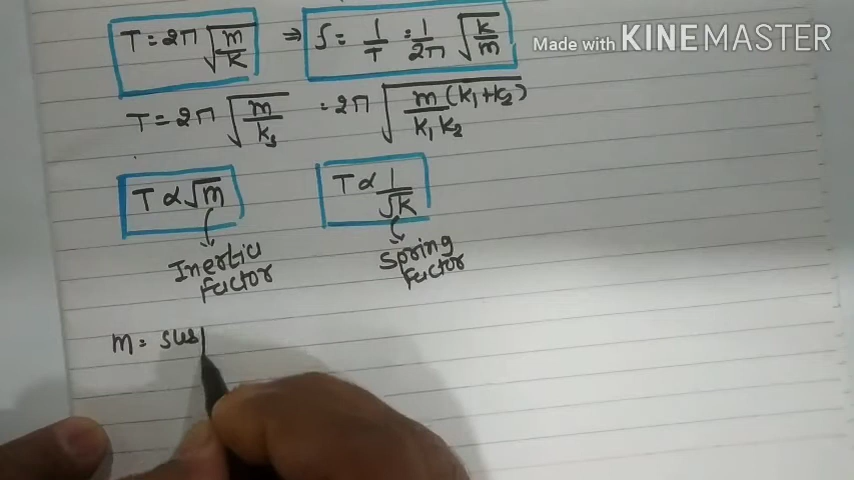 T = 2π √(m/K) ⇒ f = 1/T = 1/2π √(k/m)
Made with KINEMASTER
T = 2π √(m/ks) = 2π √(m(k1+k2)/k1k2)
T ∝ √m T ∝ 1/√K
Inertia factor
Spring factor
m = sus